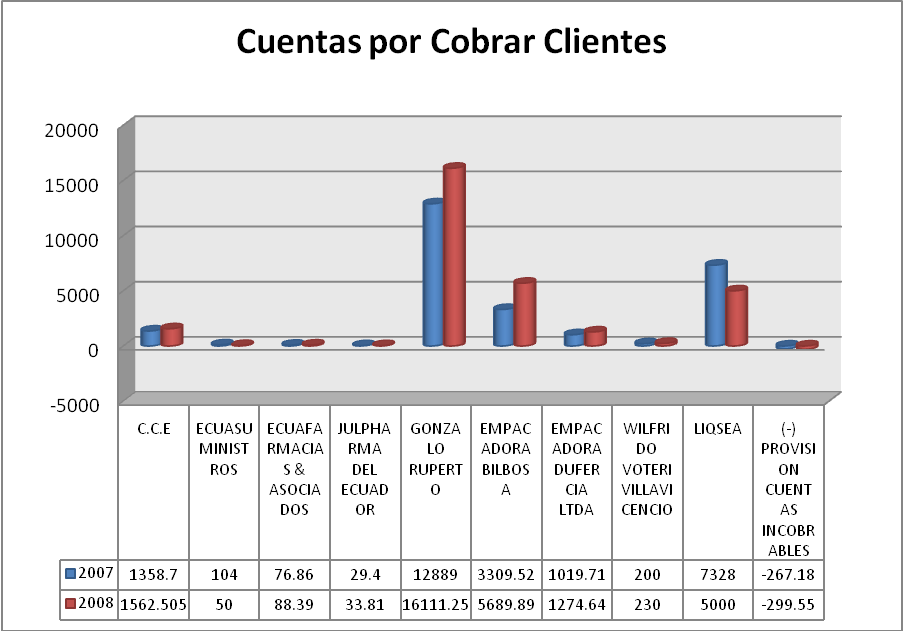 Cuentas por Cobrar Clientes
20000
15000
10000
5000
0
-5000
C.C.E
ECUASU
MINIST
ROS
ECUAFA
RMACIA
S &
ASOCIA
DOS
JULPHA
RMA
DEL
ECUAD
OR
GONZA
LO
RUPERT
O
EMPAC
ADORA
BILBOS
A
EMPAC
ADORA
DUFER
CIA
LTDA
WILFRI
DO
VOTERI
VILLAVI
CENCIO
LIQSEA
(-)
PROVISI
ON
CUENT
AS
INCOBR
ABLES
2007 1358.7 104 76.86 29.4 12889 3309.52 1019.71 200 7328 -267.18
2008 1562.505 50 88.39 33.81 16111.25 5689.89 1274.64 230 5000 -299.55